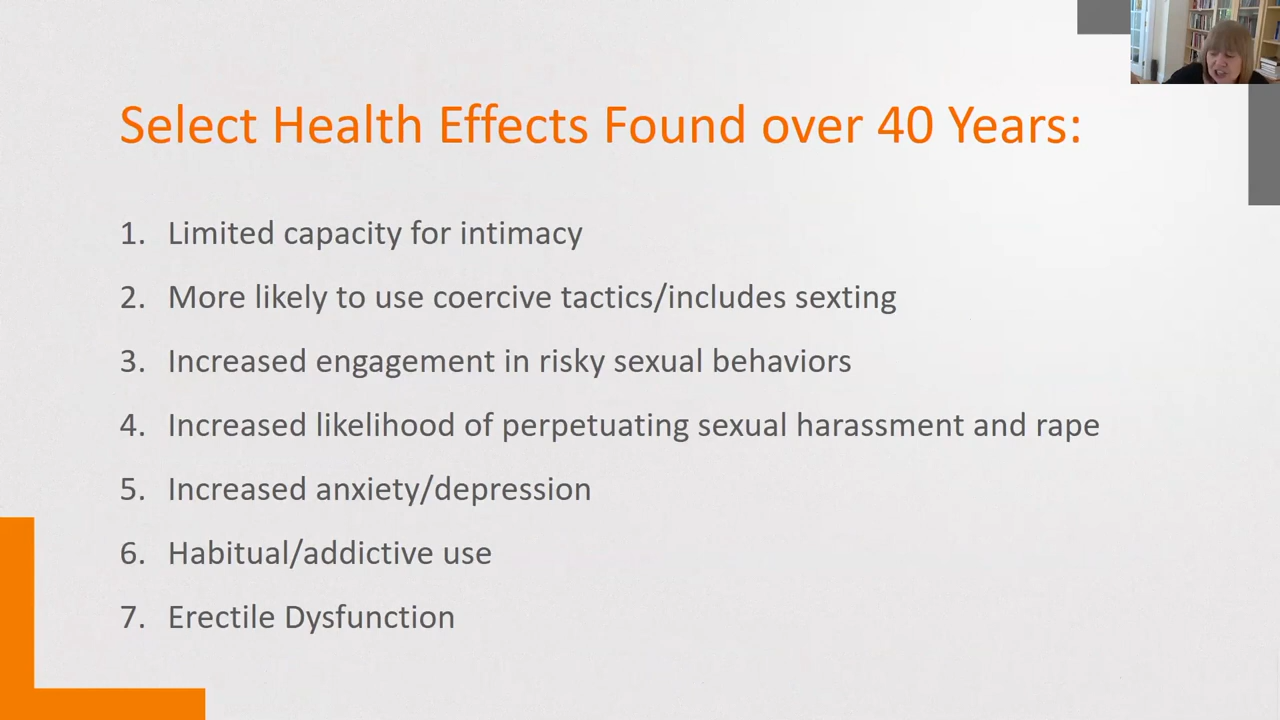 Select Health Effects Found over 40 Years:
1. Limited capacity for intimacy
2. More likely to use coercive tactics/includes sexting
3. Increased engagement in risky sexual behaviors
4. Increased likelihood of perpetuating sexual harassment and rape
5. Increased anxiety/depression
6. Habitual/addictive use
7. Erectile Dysfunction